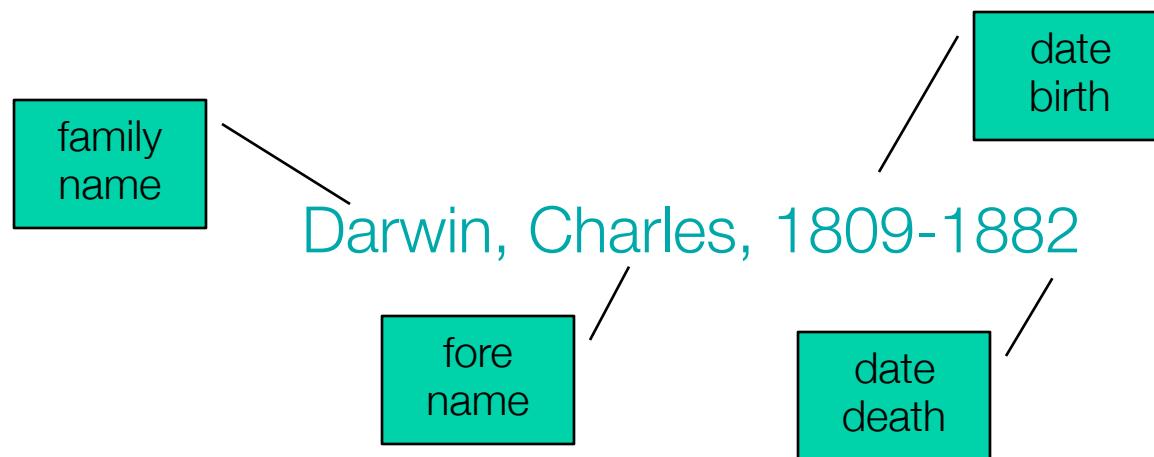 date
birth
family
name
Darwin, Charles, 1809-1882
fore
name
date
death